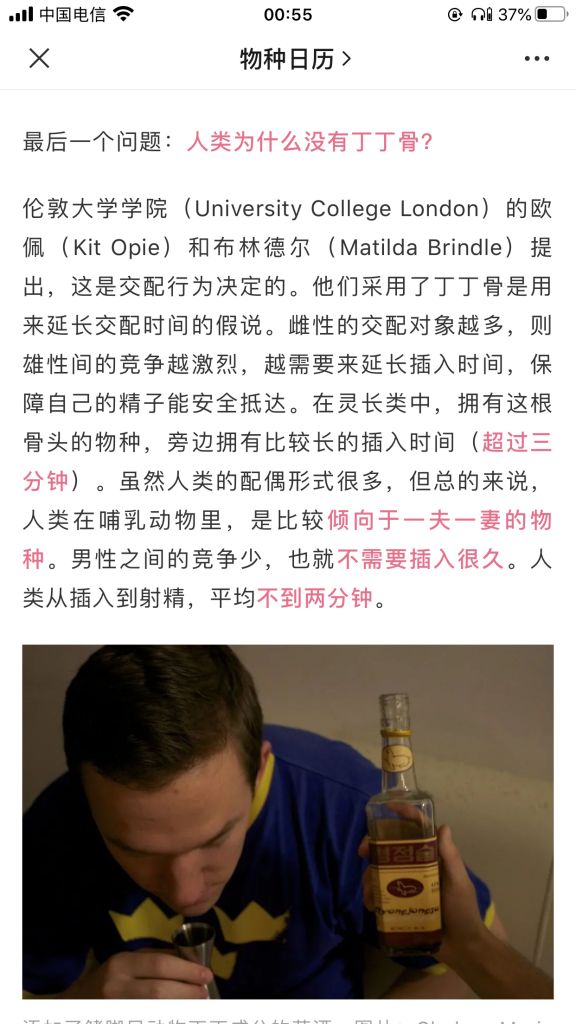 中国电信
00:55
37%
物种日历
最后一个问题：人类为什么没有丁丁骨？
伦敦大学学院（University College London）的欧
佩（Kit Opie）和布林德尔（Matilda Brindle）提
出，这是交配行为决定的。他们采用了丁丁骨是用
来延长交配时间的假说。雌性的交配对象越多，则
雄性间的竞争越激烈，越需要来延长插入时间，保
障自己的精子能安全抵达。在灵长类中，拥有这根
骨头的物种，旁边拥有比较长的插入时间（超过三
分钟）。虽然人类的配偶形式很多，但总的来说，
人类在哺乳动物里，是比较倾向于一夫一妻的物
种。男性之间的竞争少，也就不需要插入很久。人
类从插入到射精，平均不到两分钟。